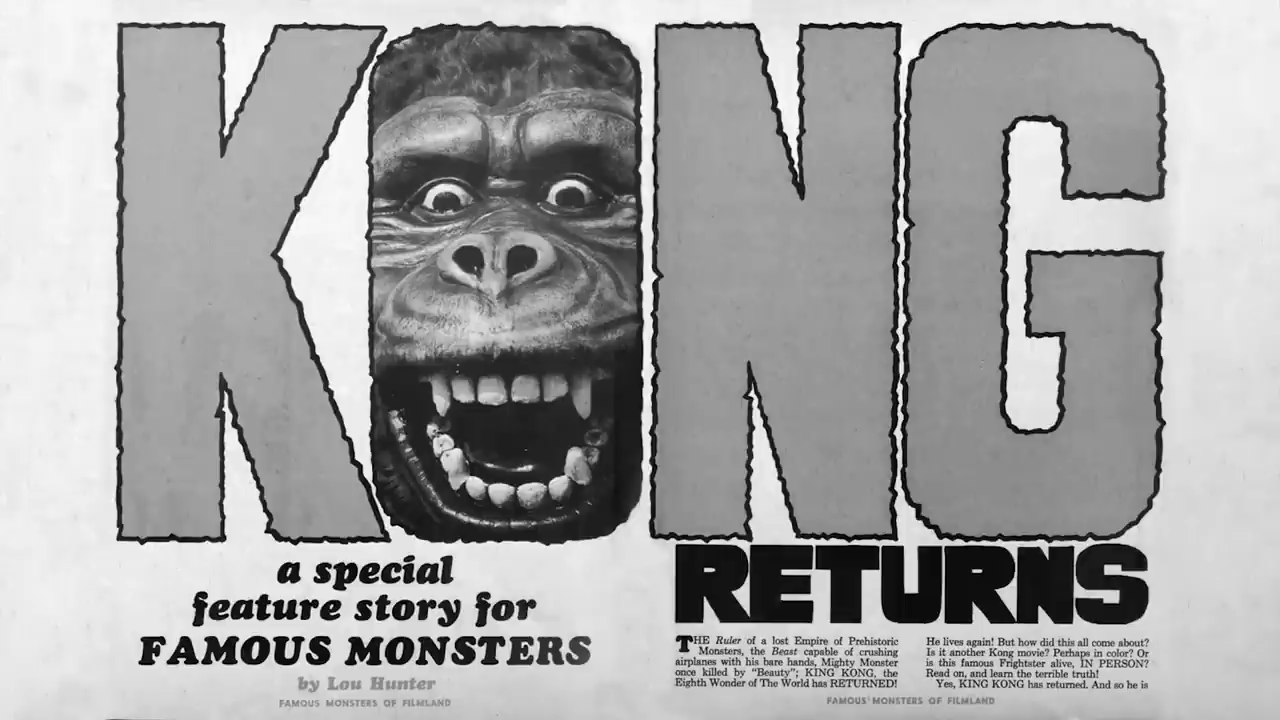 KONG
RETURNS
a special
feature story for
FAMOUS MONSTERS
by Lou Hunter
FAMOUS MONSTERS OF FILMLAND
THE Ruler of a lost Empire of Prehistoric
Monsters, the Beast capable of crushing
airplanes with his bare hands, Mighty Monster
once killed by “Beauty”; KING KONG, the
Eighth Wonder of The World has RETURNED!
He lives again! But how did this all come about?
Is it another Kong movie? Perhaps in color? Or
is this famous Frightster alive, IN PERSON?
Read on, and learn the terrible truth!
Yes, KING KONG has returned. And so he is
FAMOUS MONSTERS OF FILMLAND